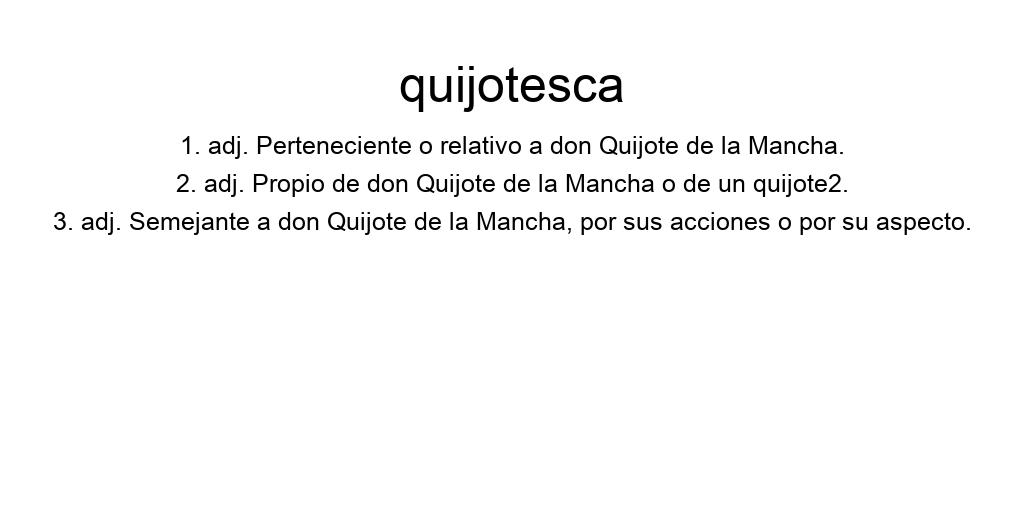 quijotesca
1. adj. Perteneciente o relativo a don Quijote de la Mancha.
2. adj. Propio de don Quijote de la Mancha o de un quijote2.
3. adj. Semejante a don Quijote de la Mancha, por sus acciones o por su aspecto.